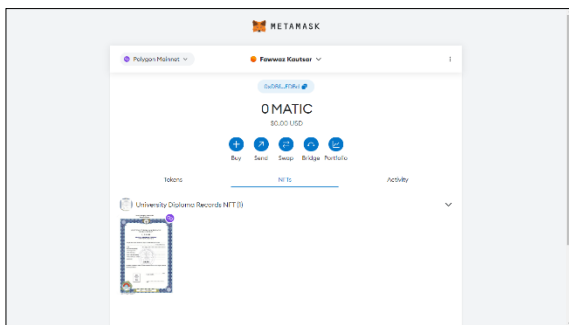 METAMASK
Polygon Mainnet
Fawwaz Kautsar
0 MATIC
$0.00 USD
Buy Send Swap Bridge Portfolio
Tokens NFTs Activity
University Diploma Records NFT (1)